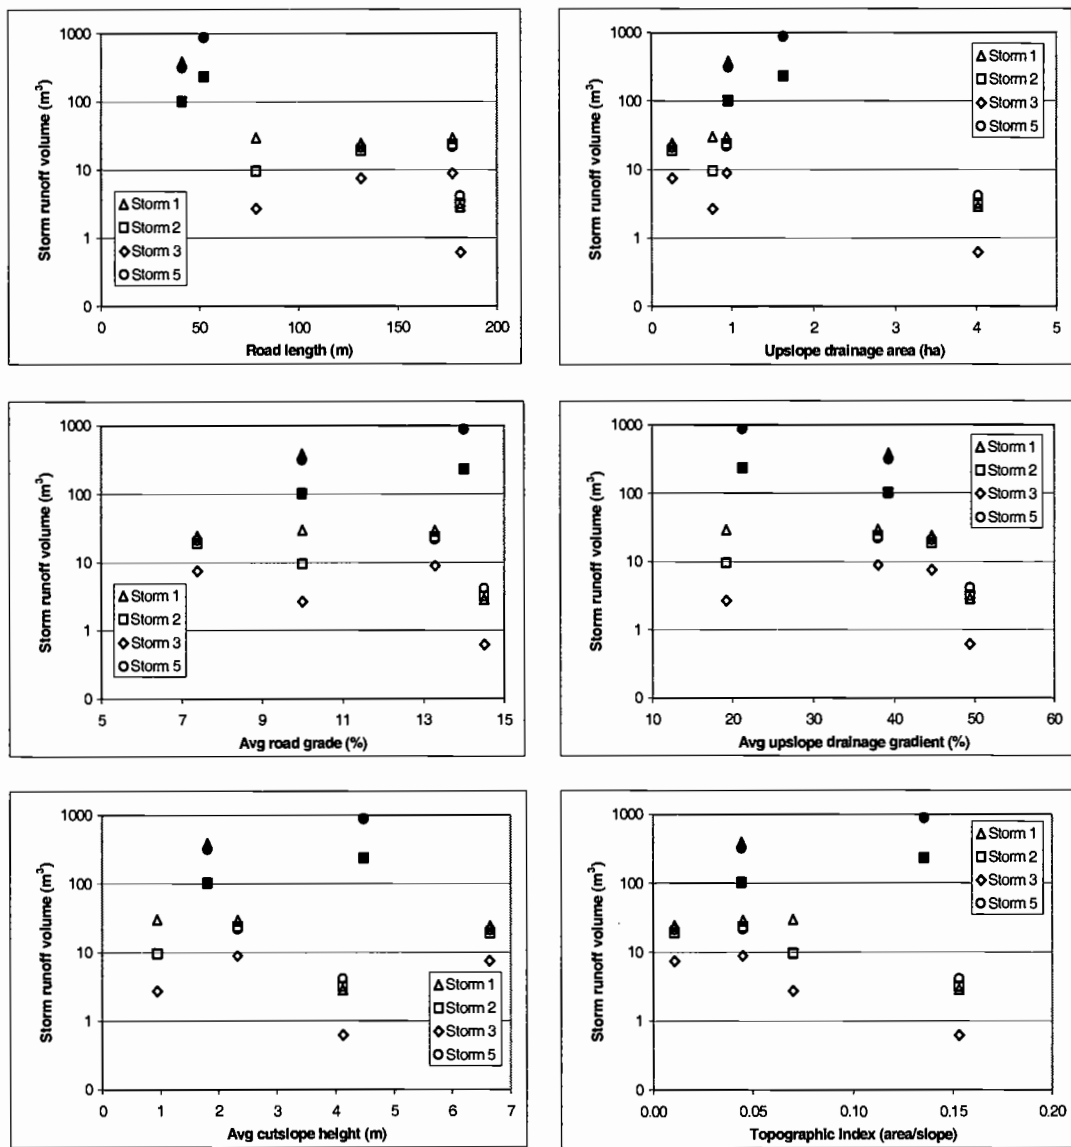 Storm runoff volume (m³)
1000
100
10
1
0
Storm 1
Storm 2
Storm 3
Storm 5
0 50 100 150 200
Road length (m)
Storm runoff volume (m³)
1000
100
10
1
0
Storm 1
Storm 2
Storm 3
Storm 5
0 1 2 3 4 5
Upslope drainage area (ha)
Storm runoff volume (m³)
1000
100
10
1
0
Storm 1
Storm 2
Storm 3
Storm 5
5 7 9 11 13 15
Avg road grade (%)
Storm runoff volume (m³)
1000
100
10
1
0
Storm 1
Storm 2
Storm 3
Storm 5
10 20 30 40 50 60
Avg upslope drainage gradient (%)
Storm runoff volume (m³)
1000
100
10
1
0
Storm 1
Storm 2
Storm 3
Storm 5
0 1 2 3 4 5 6 7
Avg cutslope height (m)
Storm runoff volume (m³)
1000
100
10
1
0
Storm 1
Storm 2
Storm 3
Storm 5
0.00 0.05 0.10 0.15 0.20
Topographic Index (area/slope)